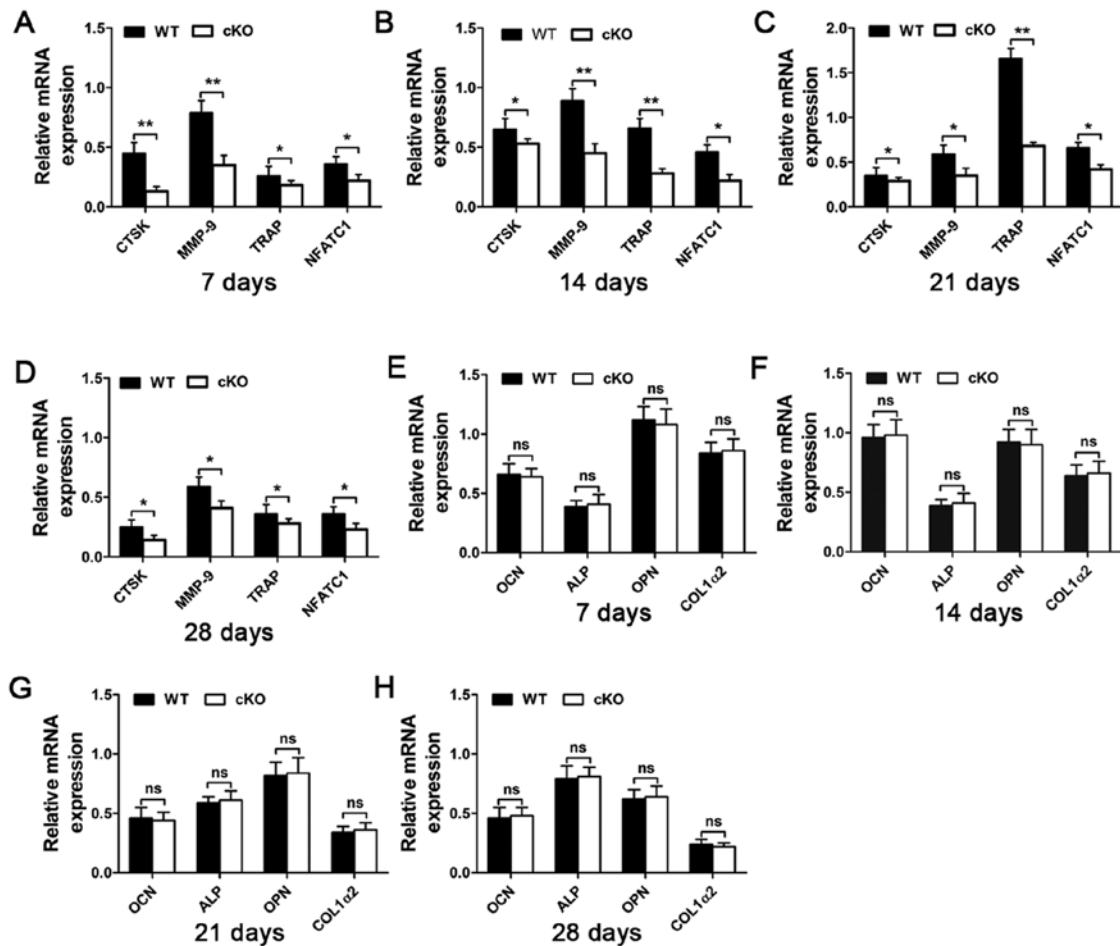 A
WT cKO
Relative mRNA
expression
1.5
1.0
0.5
0.0
** ** * *
CTSK MMP-9 TRAP NFATC1
7 days
B
WT cKO
Relative mRNA
expression
1.5
1.0
0.5
0.0
* ** ** *
CTSK MMP-9 TRAP NFATC1
14 days
C
WT cKO
Relative mRNA
expression
2.0
1.5
1.0
0.5
0.0
* * ** *
CTSK MMP-9 TRAP NFATC1
21 days
D
WT cKO
Relative mRNA
expression
1.5
1.0
0.5
0.0
* * * *
CTSK MMP-9 TRAP NFATC1
28 days
E
WT cKO
Relative mRNA
expression
1.5
1.0
0.5
0.0
ns ns ns ns
OCN ALP OPN COL1α2
7 days
F
WT cKO
Relative mRNA
expression
1.5
1.0
0.5
0.0
ns ns ns ns
OCN ALP OPN COL1α2
14 days
G
WT cKO
Relative mRNA
expression
1.5
1.0
0.5
0.0
ns ns ns ns
OCN ALP OPN COL1α2
21 days
H
WT cKO
Relative mRNA
expression
1.5
1.0
0.5
0.0
ns ns ns ns
OCN ALP OPN COL1α2
28 days